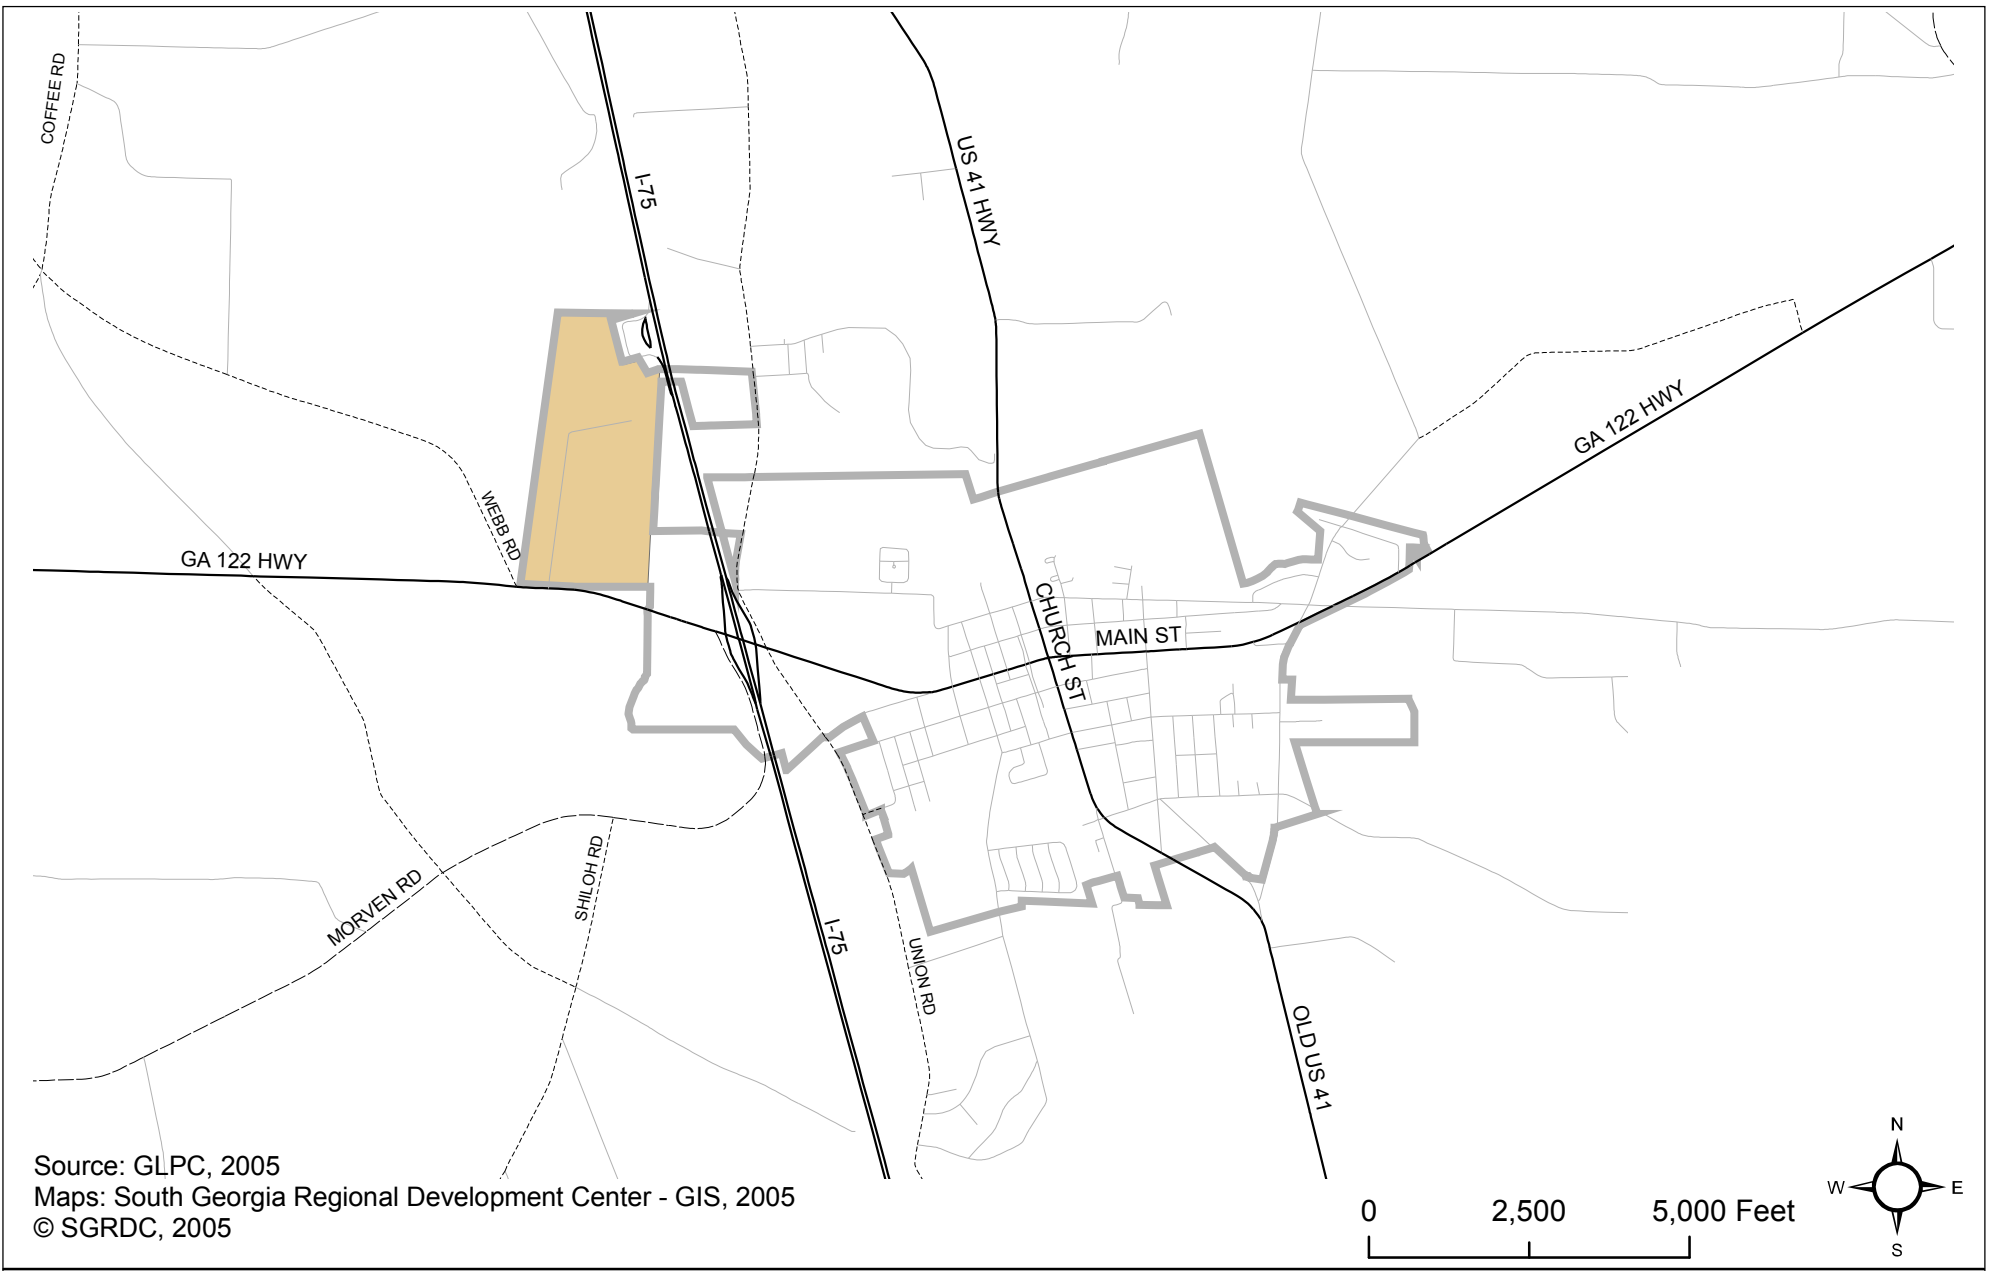 COFFEE RD
I-75
US 41 HWY
GA 122 HWY
WEBB RD
GA 122 HWY
CHURCH ST
MAIN ST
MORVEN RD
SHILOH RD
I-75
UNION RD
OLD US 41
N
W E
S
Source: GLPC, 2005
Maps: South Georgia Regional Development Center - GIS, 2005
© SGRDC, 2005
0 2,500 5,000 Feet